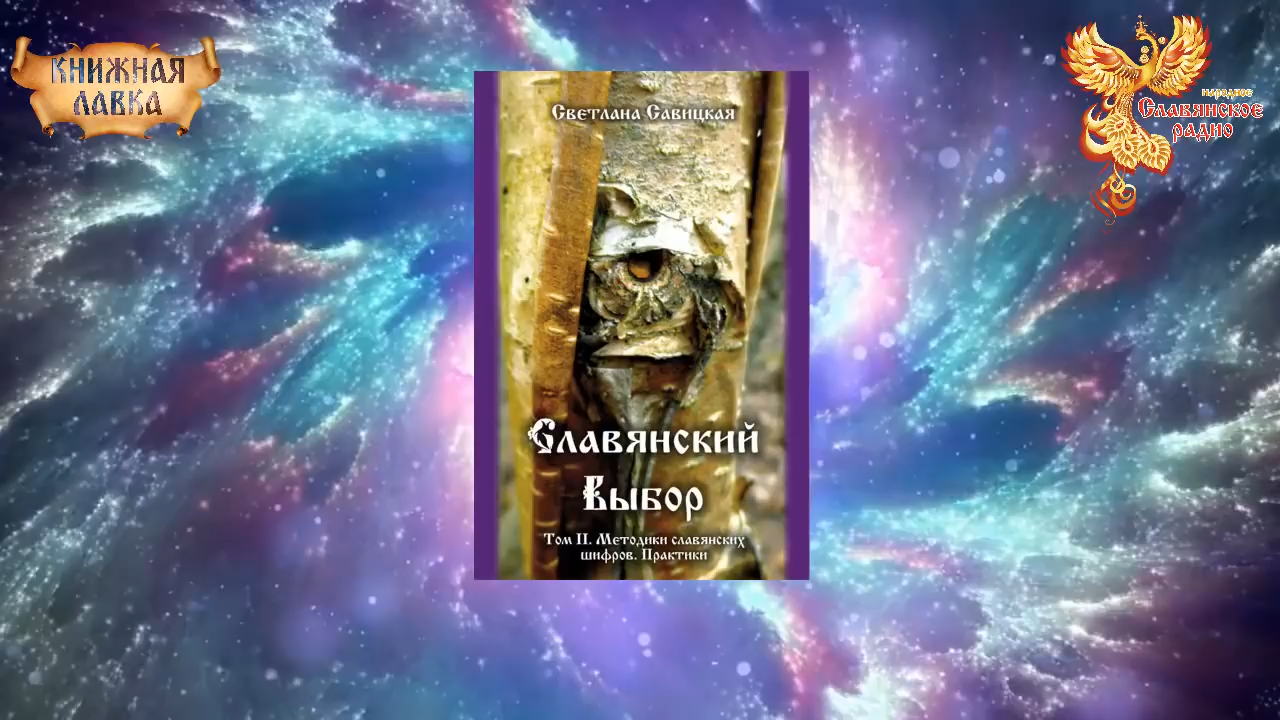 КНИЖНАЯ
ЛАВКА
народное
Славянское
радио
Светлана Савицкая
Славянский
Выбор
Том II. Методики славянских
шифров. Практики